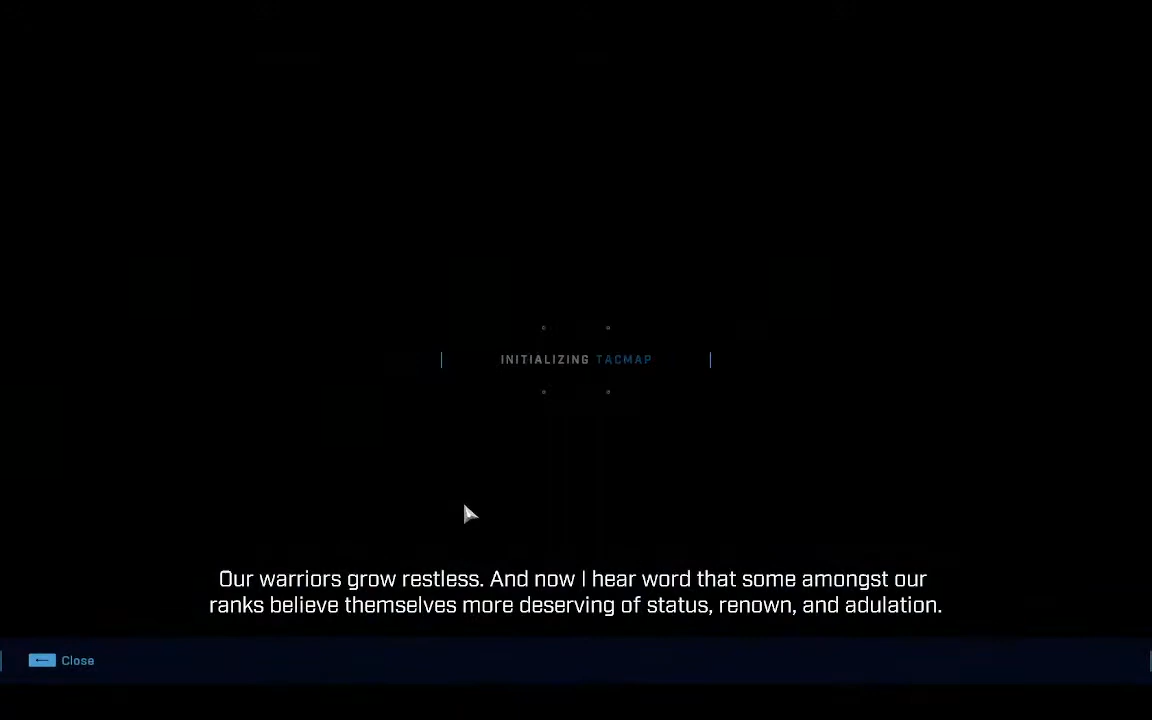 INITIALIZING TACMAP
Our warriors grow restless. And now I hear word that some amongst our
ranks believe themselves more deserving of status, renown, and adulation.
Close